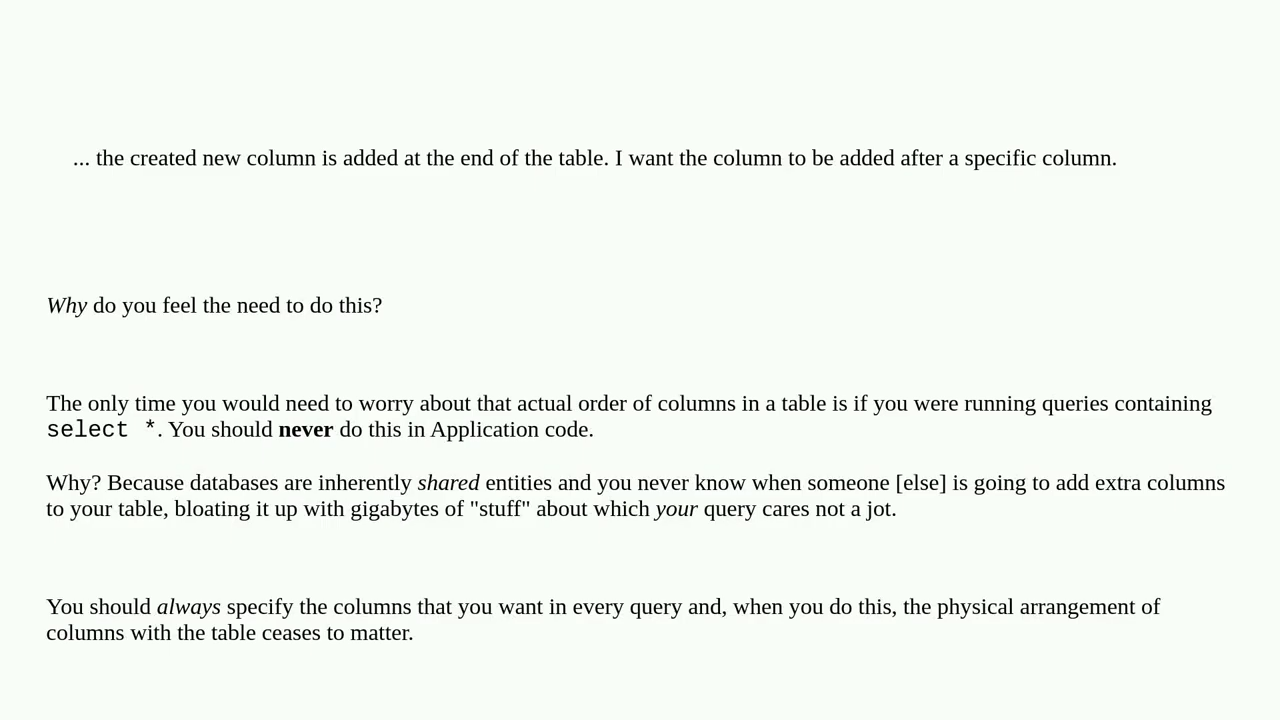 ... the created new column is added at the end of the table. I want the column to be added after a specific column.
Why do you feel the need to do this?
The only time you would need to worry about that actual order of columns in a table is if you were running queries containing
select *. You should never do this in Application code.
Why? Because databases are inherently shared entities and you never know when someone [else] is going to add extra columns
to your table, bloating it up with gigabytes of "stuff" about which your query cares not a jot.
You should always specify the columns that you want in every query and, when you do this, the physical arrangement of
columns with the table ceases to matter.